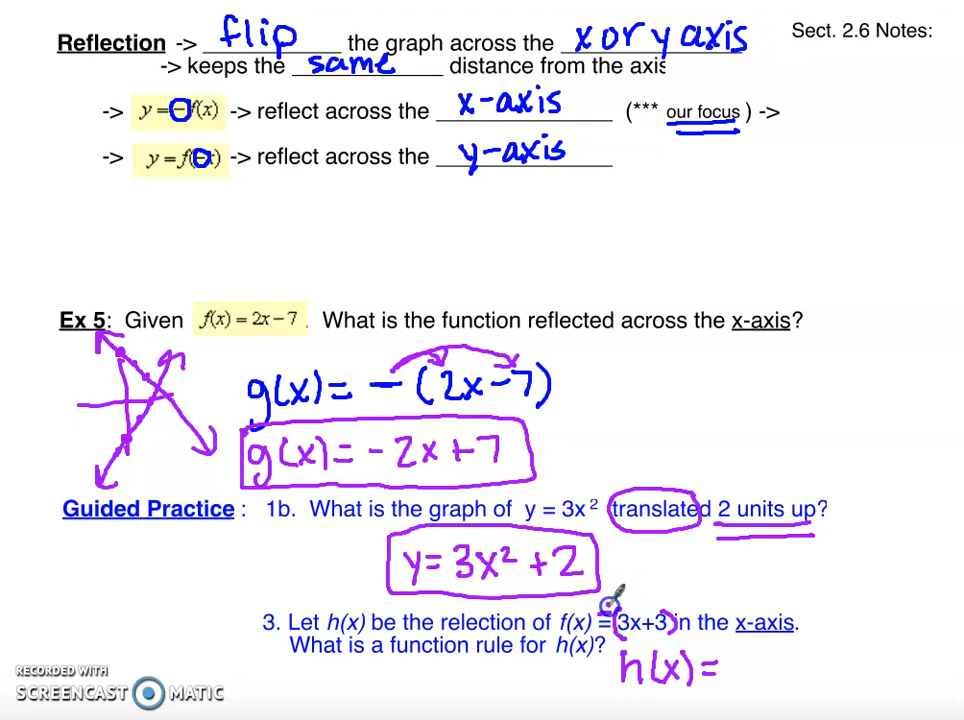 Sect. 2.6 Notes:
Reflection -> flip the graph across the x or y axis
-> keeps the same distance from the axis
-> y = -f(x) -> reflect across the x-axis (*** our focus ) ->
-> y = f(-x) -> reflect across the y-axis
Ex 5: Given f(x) = 2x - 7. What is the function reflected across the x-axis?
g(x) = - (2x - 7)
g(x) = - 2x + 7
Guided Practice : 1b. What is the graph of y = 3x² translated 2 units up?
y = 3x² + 2
3. Let h(x) be the relection of f(x) = (3x+3) in the x-axis.
What is a function rule for h(x)?
h(x) =
RECORDED WITH
SCREENCAST MATIC